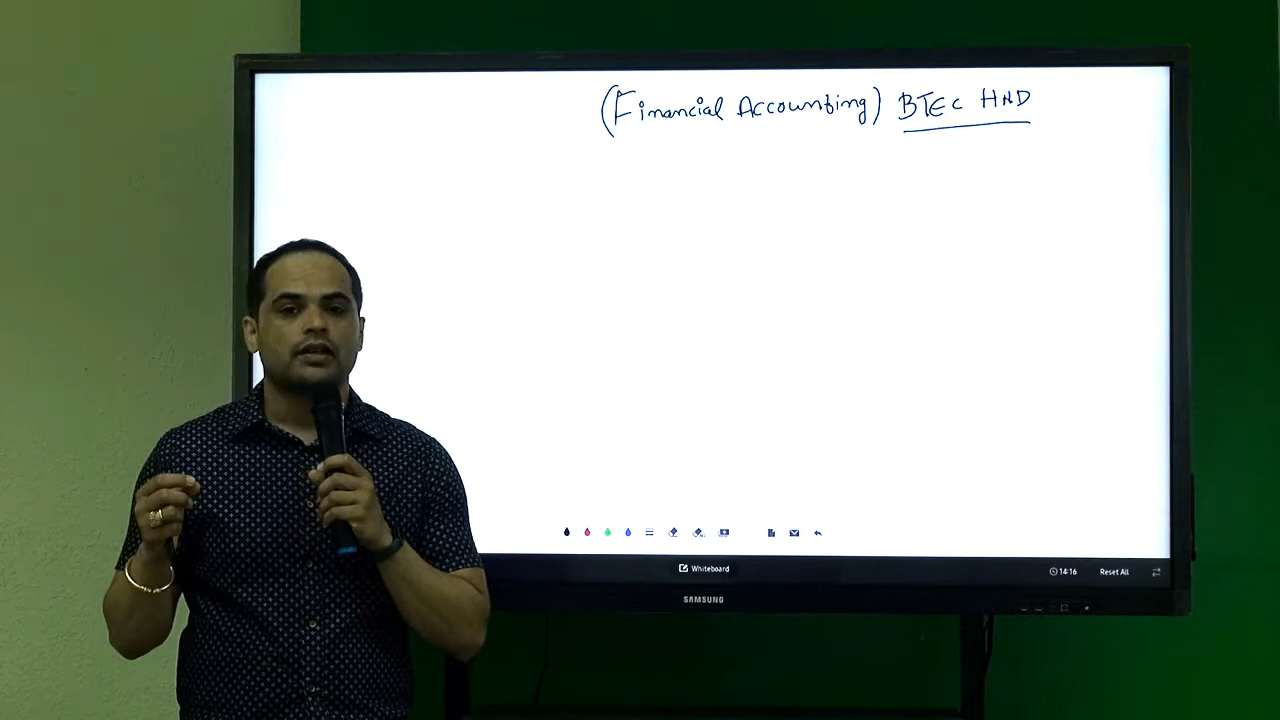 (Financial Accounting) BTEC HND
Whiteboard
14:16
Reset All
SAMSUNG